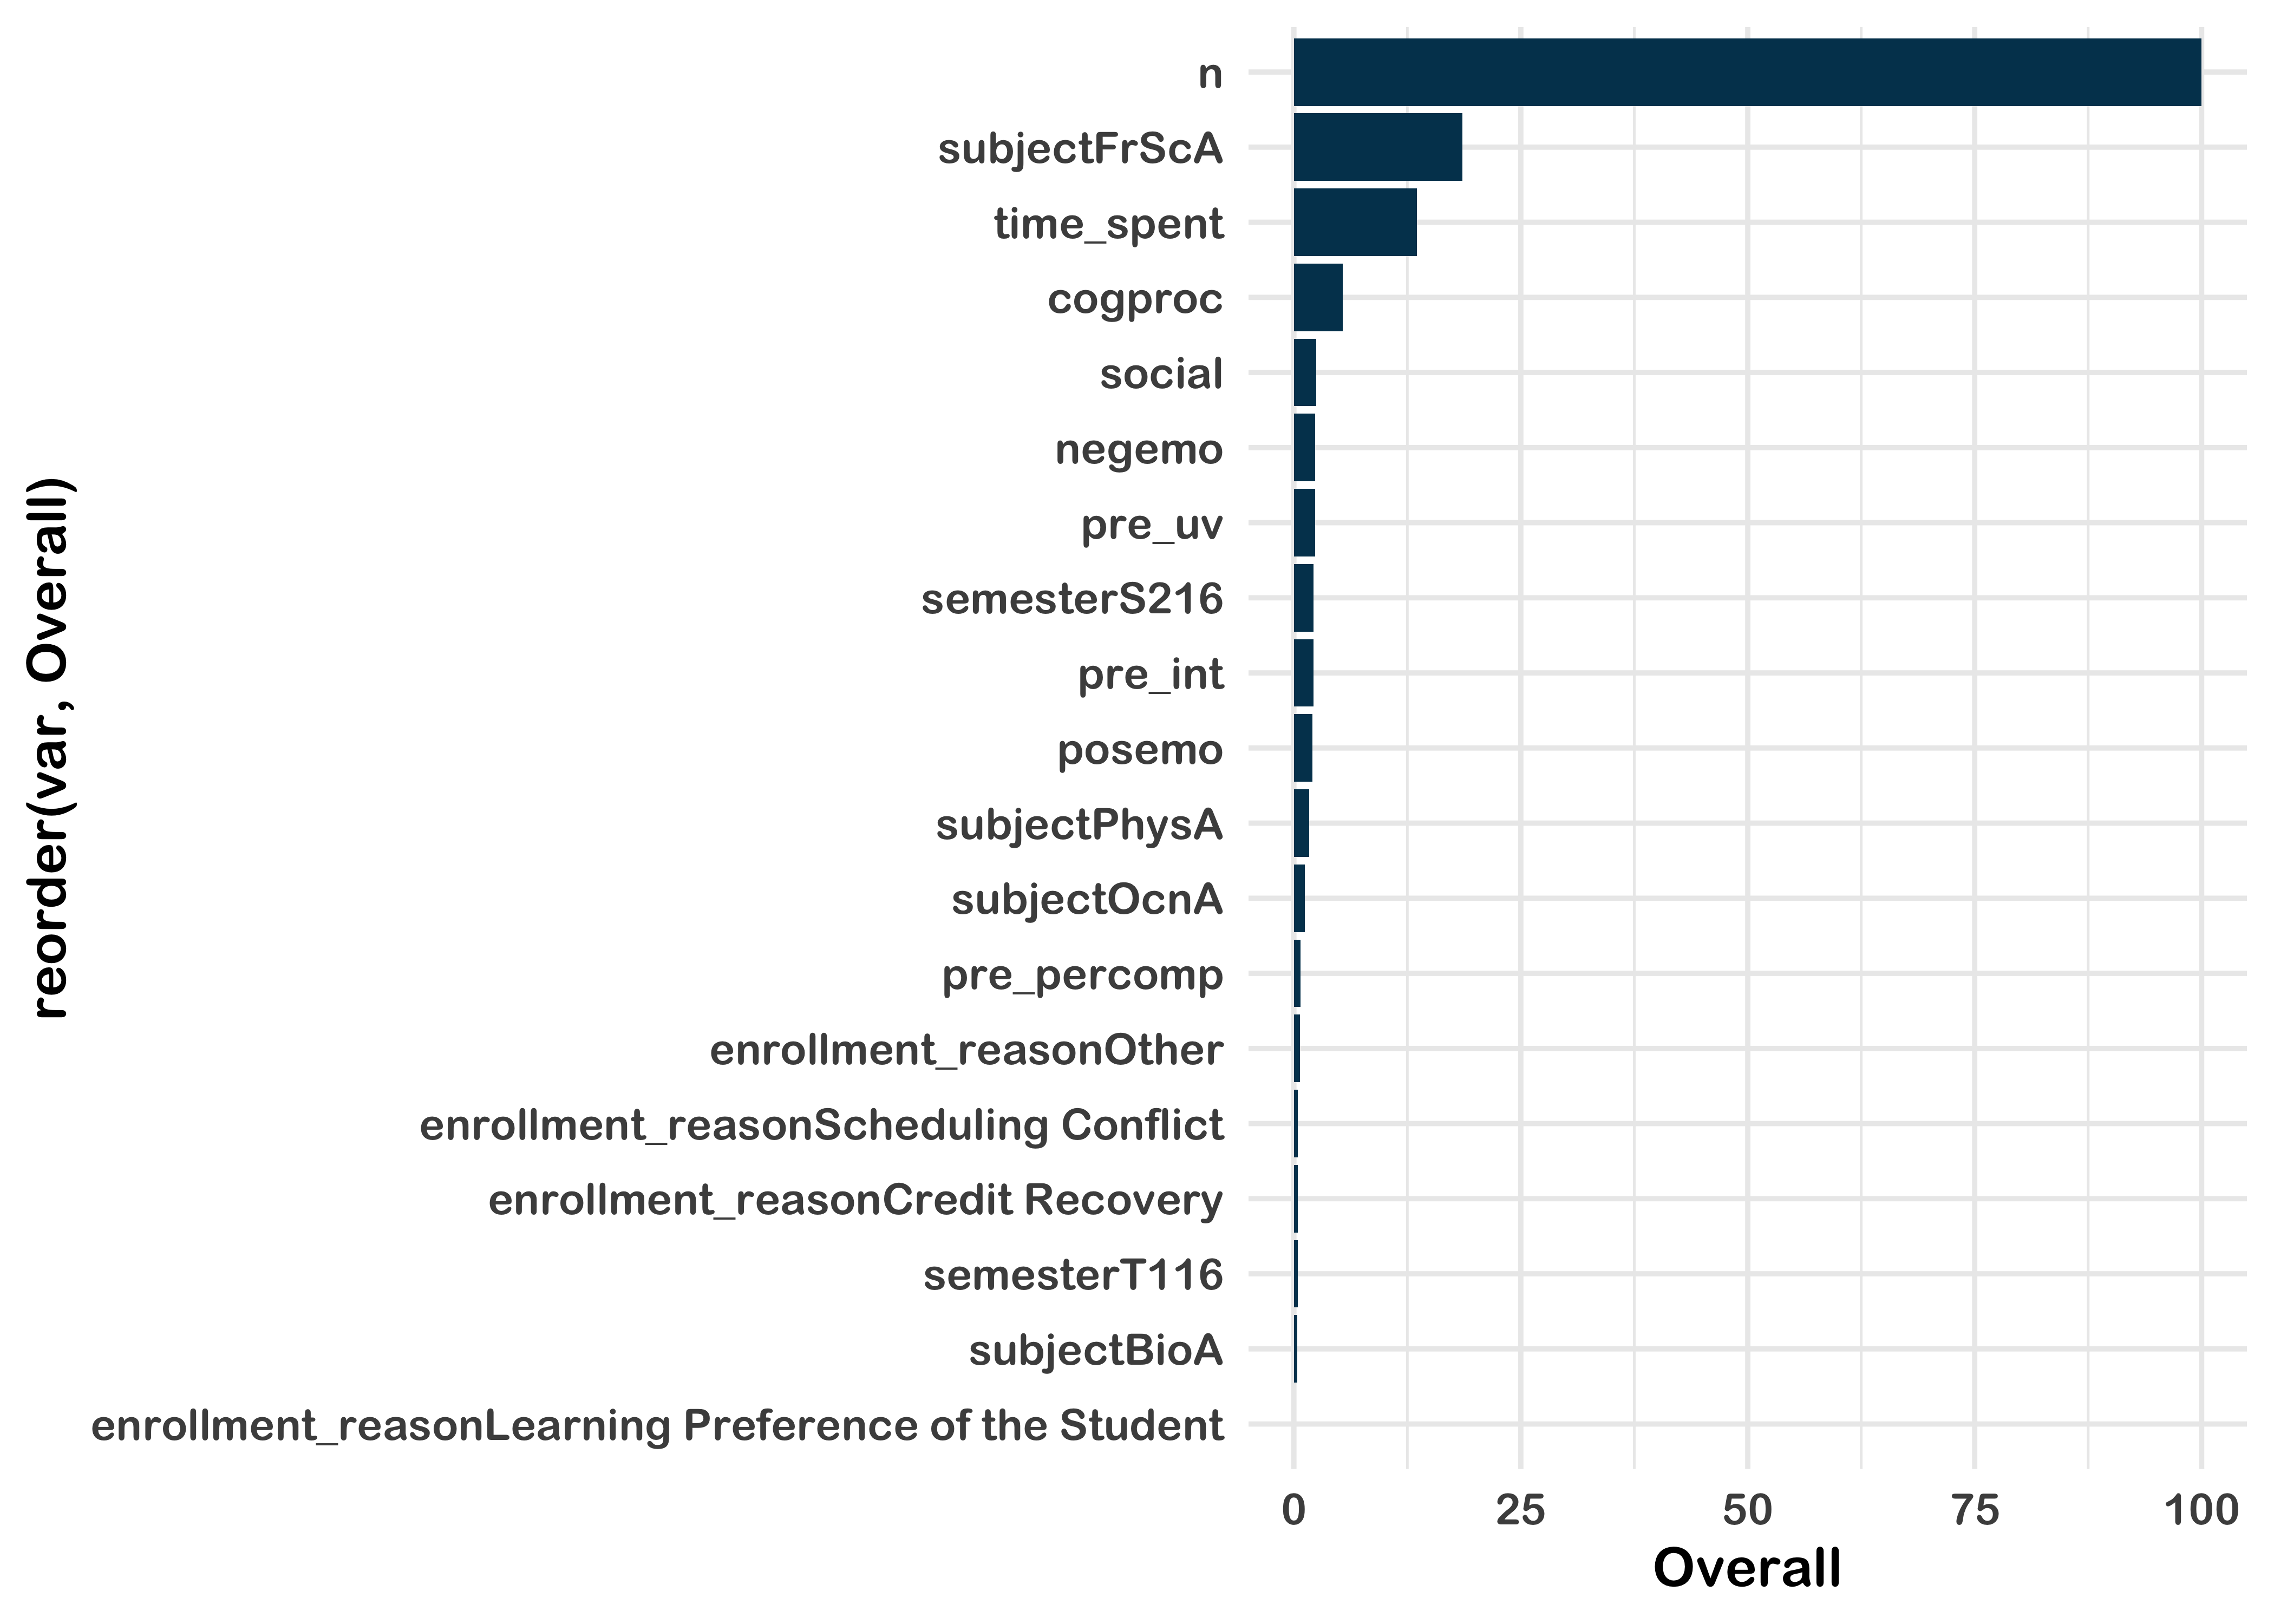 reorder(var, Overall)
n
subjectFrScA
time_spent
cogproc
social
negemo
pre_uv
semesterS216
pre_int
posemo
subjectPhysA
subjectOcnA
pre_percomp
enrollment_reasonOther
enrollment_reasonScheduling Conflict
enrollment_reasonCredit Recovery
semesterT116
subjectBioA
enrollment_reasonLearning Preference of the Student
0 25 50 75 100
Overall